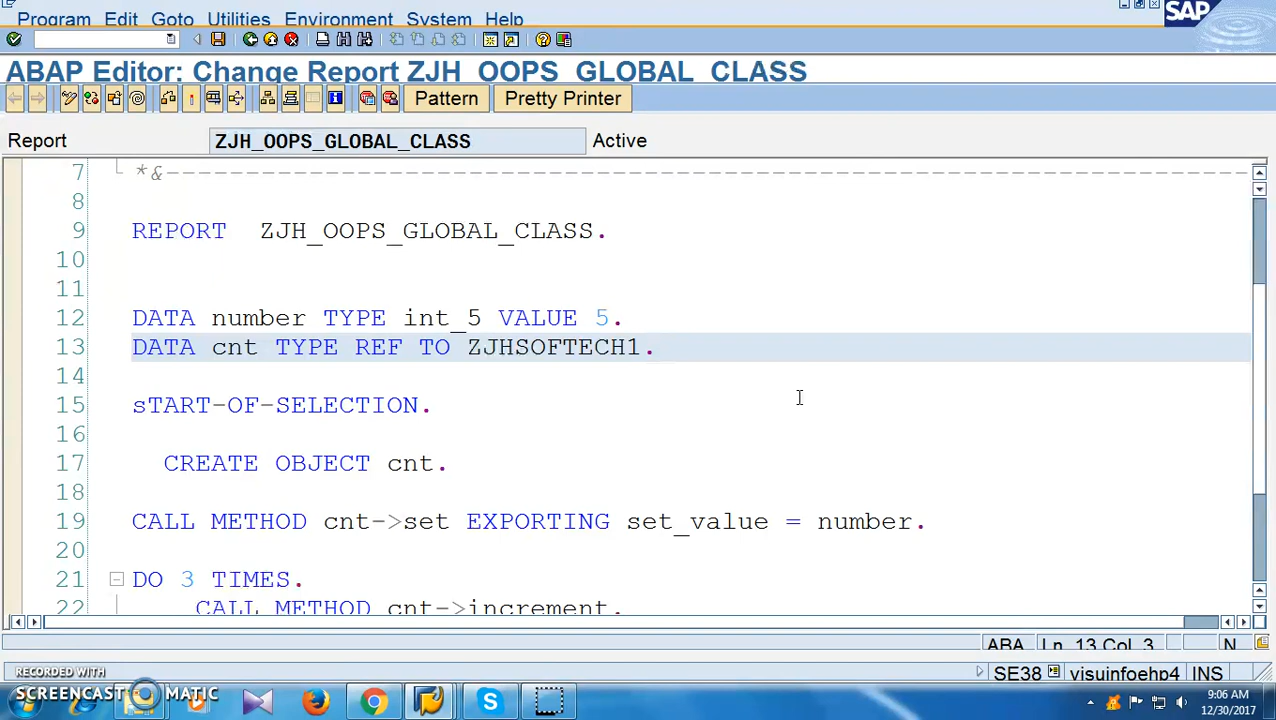 Program Edit Goto Utilities Environment System Help
SAP
ABAP Editor: Change Report ZJH_OOPS_GLOBAL_CLASS
Pattern Pretty Printer
Report ZJH_OOPS_GLOBAL_CLASS Active
7 *&---------------------------------------------------------------------
8
9 REPORT ZJH_OOPS_GLOBAL_CLASS.
10
11
12 DATA number TYPE int_5 VALUE 5.
13 DATA cnt TYPE REF TO ZJHSOFTECH1.
14
15 sTART-OF-SELECTION.
16
17 CREATE OBJECT cnt.
18
19 CALL METHOD cnt->set EXPORTING set_value = number.
20
21 DO 3 TIMES.
22 CALL METHOD cnt->increment.
ABA Ln 13 Col 3 N
RECORDED WITH
SE38 visuinfoehp4 INS
SCREENCAST MATIC
9:06 AM
12/30/2017